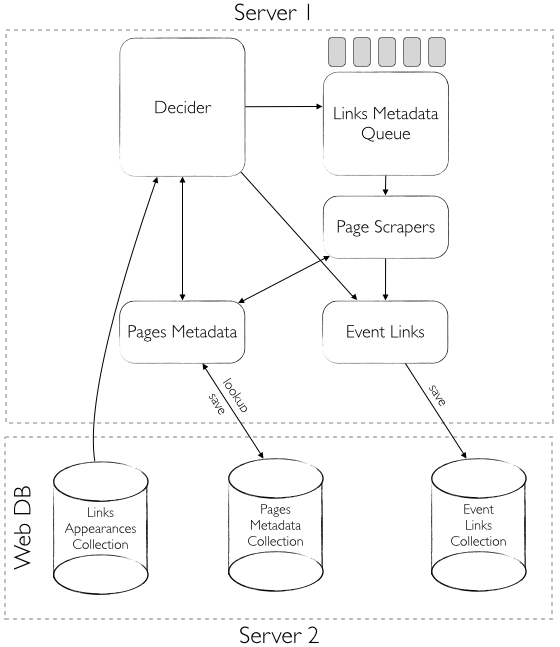 Server 1
Decider
Links Metadata
Queue
Page Scrapers
Pages Metadata
Event Links
lookup
save
save
Web DB
Links
Appearances
Collection
Pages
Metadata
Collection
Event
Links
Collection
Server 2